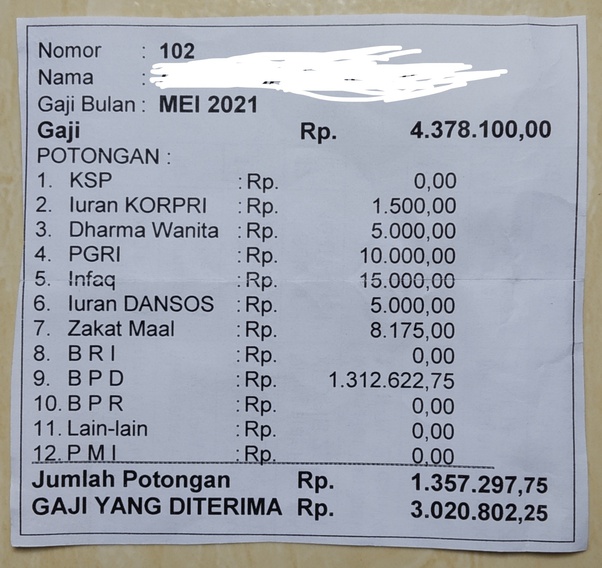 Nomor : 102
Nama :
Gaji Bulan : MEI 2021
Gaji Rp. 4.378.100,00
POTONGAN :
1. KSP : Rp. 0,00
2. Iuran KORPRI : Rp. 1.500,00
3. Dharma Wanita : Rp. 5.000,00
4. PGRI : Rp. 10.000,00
5. Infaq : Rp. 15.000,00
6. Iuran DANSOS : Rp. 5.000,00
7. Zakat Maal : Rp. 8.175,00
8. B R I : Rp. 0,00
9. B P D : Rp. 1.312.622,75
10. B P R : Rp. 0,00
11. Lain-lain : Rp. 0,00
12. P M I : Rp. 0,00
Jumlah Potongan Rp. 1.357.297,75
GAJI YANG DITERIMA Rp. 3.020.802,25